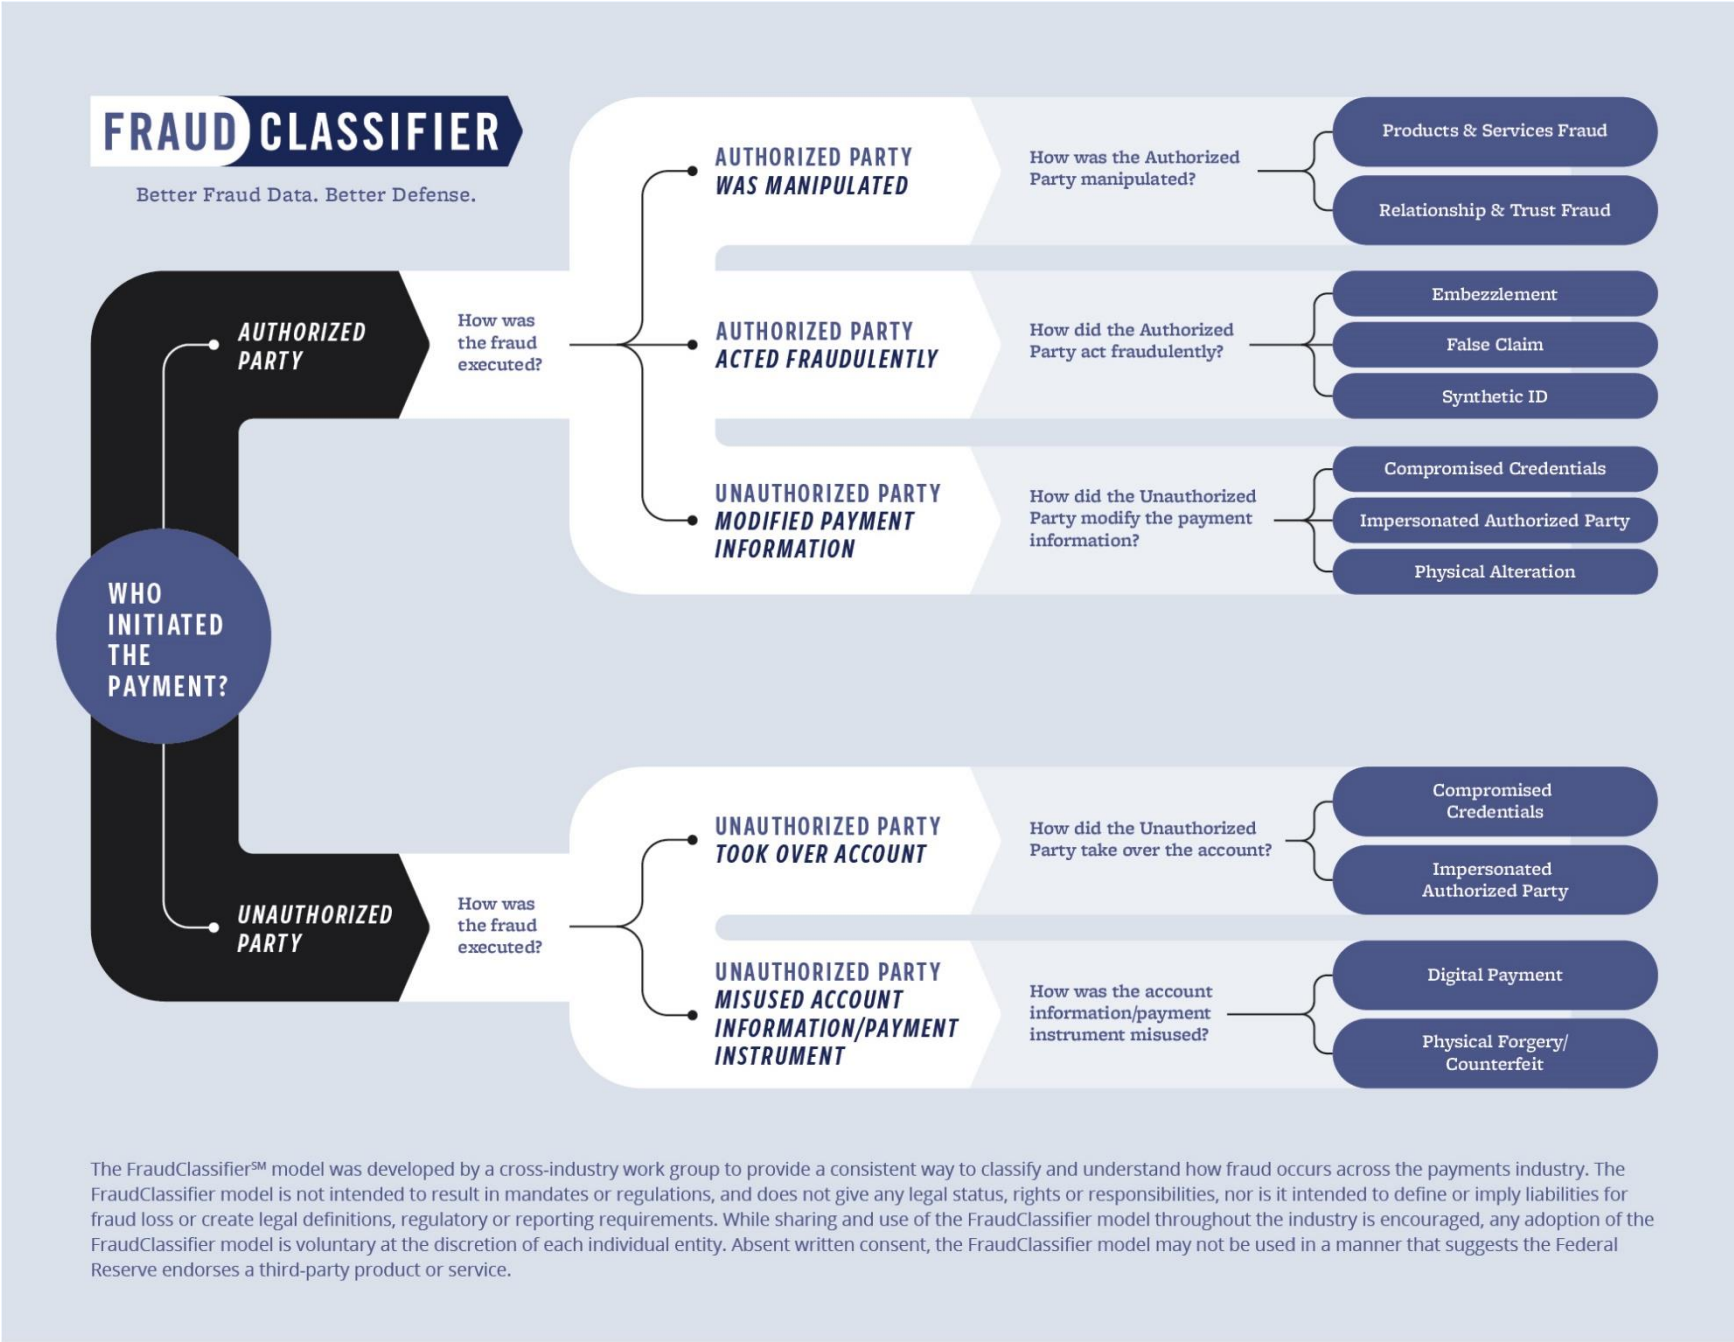 FRAUD CLASSIFIER
Better Fraud Data. Better Defense.
WHO
INITIATED
THE
PAYMENT?
AUTHORIZED
PARTY
How was
the fraud
executed?
AUTHORIZED PARTY
WAS MANIPULATED
How was the Authorized
Party manipulated?
Products & Services Fraud
Relationship & Trust Fraud
AUTHORIZED PARTY
ACTED FRAUDULENTLY
How did the Authorized
Party act fraudulently?
Embezzlement
False Claim
Synthetic ID
UNAUTHORIZED PARTY
MODIFIED PAYMENT
INFORMATION
How did the Unauthorized
Party modify the payment
information?
Compromised Credentials
Impersonated Authorized Party
Physical Alteration
UNAUTHORIZED
PARTY
How was
the fraud
executed?
UNAUTHORIZED PARTY
TOOK OVER ACCOUNT
How did the Unauthorized
Party take over the account?
Compromised
Credentials
Impersonated
Authorized Party
UNAUTHORIZED PARTY
MISUSED ACCOUNT
INFORMATION/PAYMENT
INSTRUMENT
How was the account
information/payment
instrument misused?
Digital Payment
Physical Forgery/
Counterfeit
The FraudClassifier℠ model was developed by a cross-industry work group to provide a consistent way to classify and understand how fraud occurs across the payments industry. The
FraudClassifier model is not intended to result in mandates or regulations, and does not give any legal status, rights or responsibilities, nor is it intended to define or imply liabilities for
fraud loss or create legal definitions, regulatory or reporting requirements. While sharing and use of the FraudClassifier model throughout the industry is encouraged, any adoption of the
FraudClassifier model is voluntary at the discretion of each individual entity. Absent written consent, the FraudClassifier model may not be used in a manner that suggests the Federal
Reserve endorses a third-party product or service.